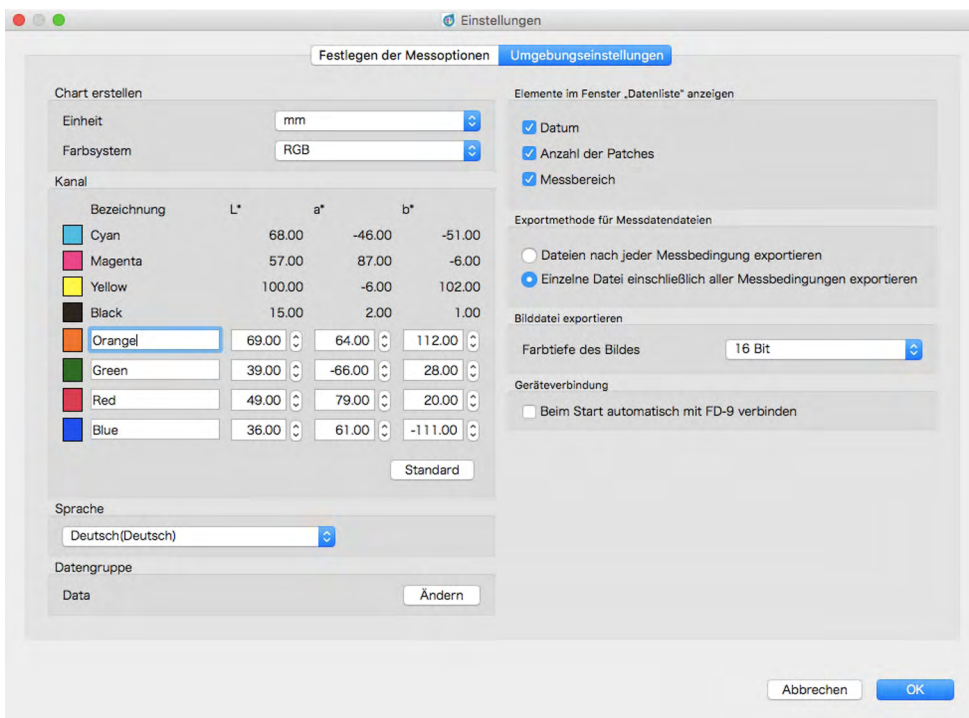 Einstellungen
Festlegen der Messoptionen
Umgebungseinstellungen
Chart erstellen
Einheit
mm
Farbsystem
RGB
Kanal
Bezeichnung L* a* b*
Cyan 68.00 -46.00 -51.00
Magenta 57.00 87.00 -6.00
Yellow 100.00 -6.00 102.00
Black 15.00 2.00 1.00
Orange 69.00 64.00 112.00
Green 39.00 -66.00 28.00
Red 49.00 79.00 20.00
Blue 36.00 61.00 -111.00
Standard
Sprache
Deutsch(Deutsch)
Datengruppe
Data
Ändern
Elemente im Fenster „Datenliste" anzeigen
Datum
Anzahl der Patches
Messbereich
Exportmethode für Messdatendateien
Dateien nach jeder Messbedingung exportieren
Einzelne Datei einschließlich aller Messbedingungen exportieren
Bilddatei exportieren
Farbtiefe des Bildes
16 Bit
Geräteverbindung
Beim Start automatisch mit FD-9 verbinden
Abbrechen
OK